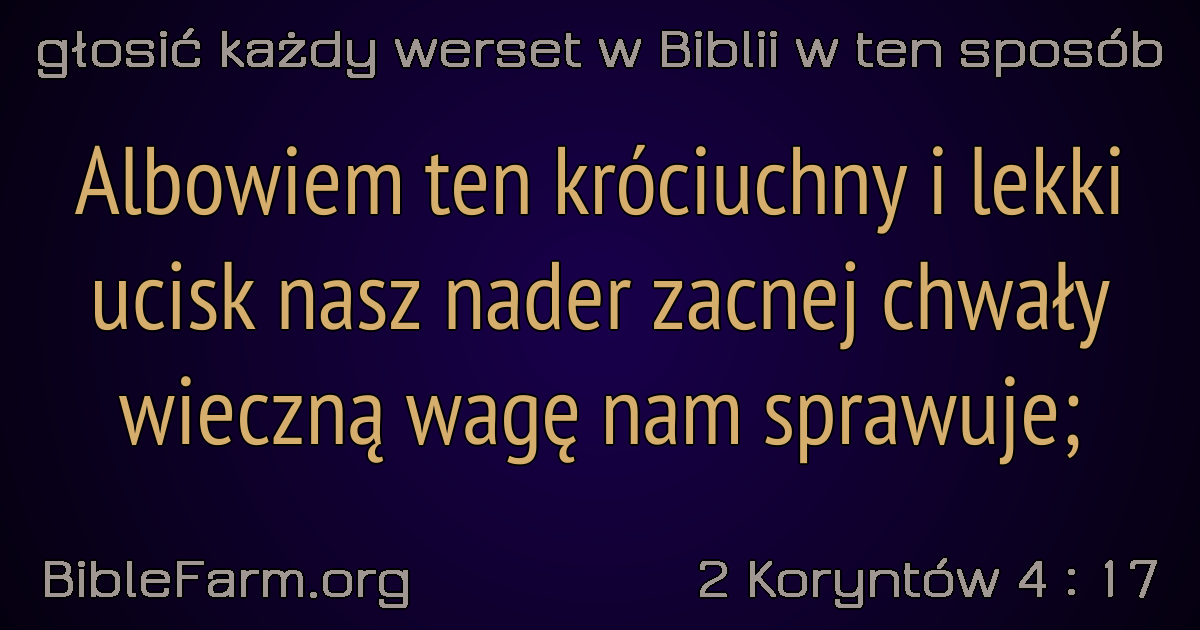 głosić każdy werset w Biblii w ten sposób
Albowiem ten króciuchny i lekki
ucisk nasz nader zacnej chwały
wieczną wagę nam sprawuje;
BibleFarm.org
2 Koryntów 4 : 17